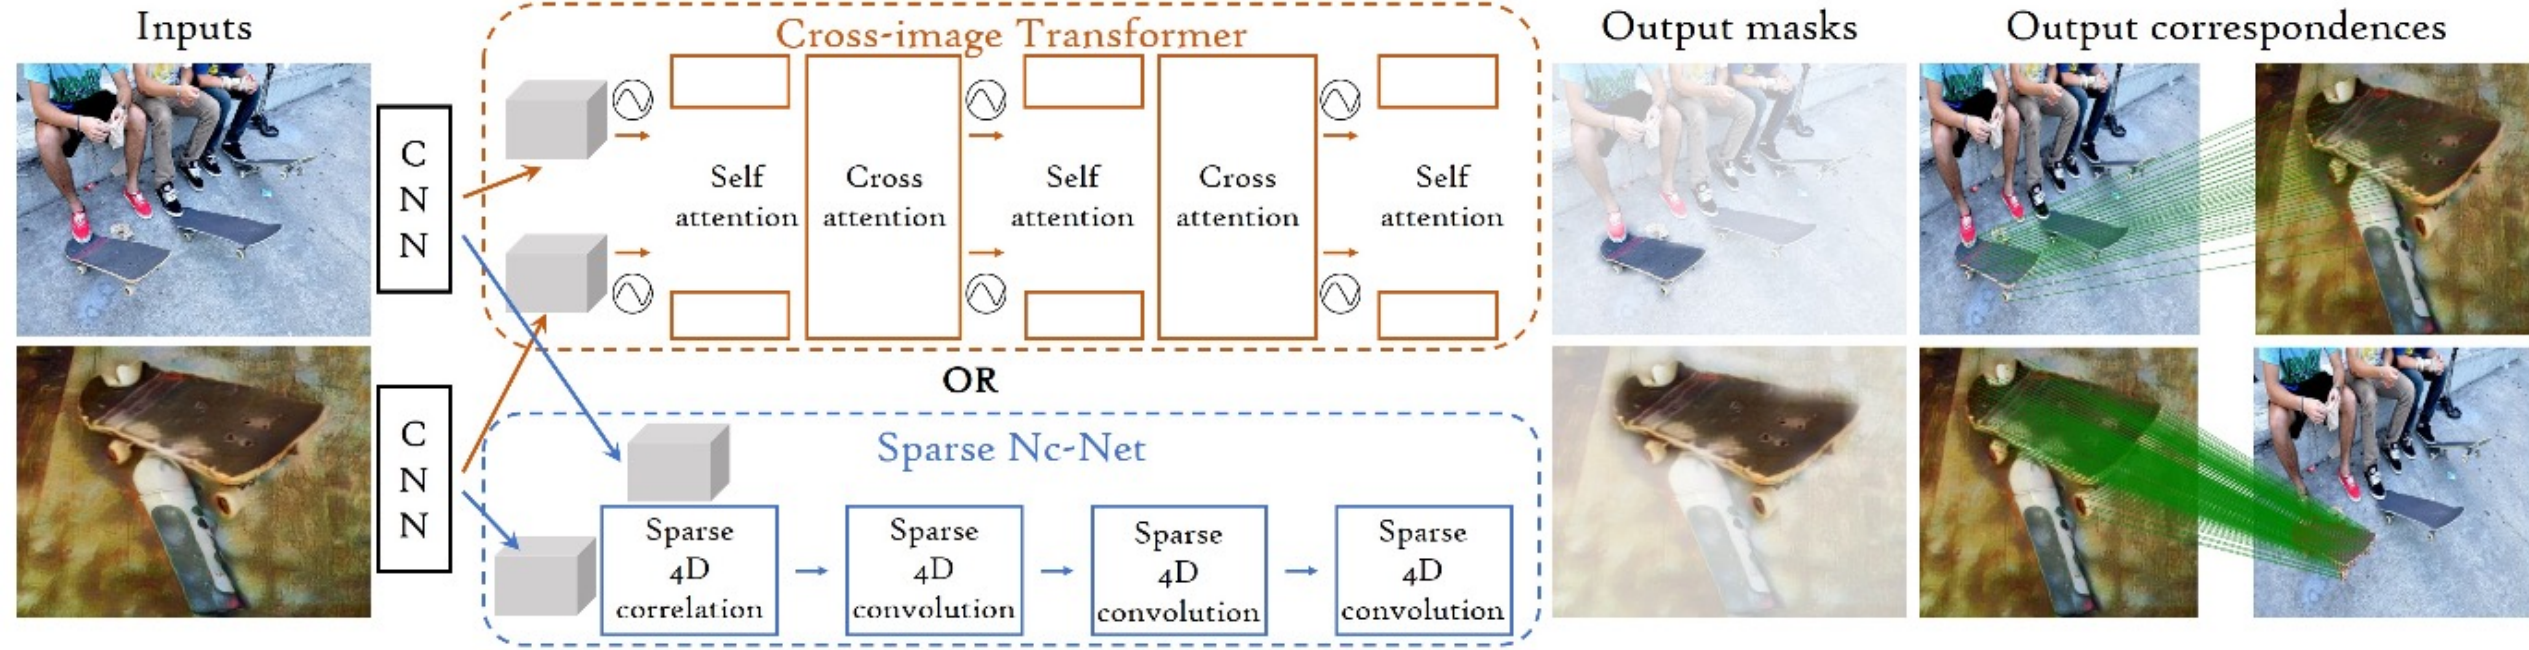 Inputs
C
N
N
C
N
N
Cross-image Transformer
Self
attention
Cross
attention
Self
attention
Cross
attention
Self
attention
OR
Sparse Nc-Net
Sparse
4D
correlation
Sparse
4D
convolution
Sparse
4D
convolution
Sparse
4D
convolution
Output masks
Output correspondences